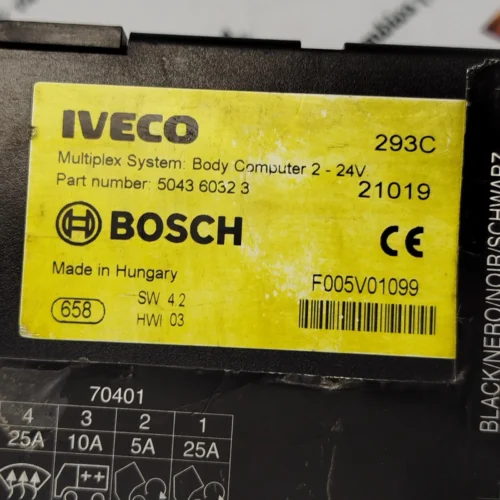 IVECO
293C
Multiplex System: Body Computer 2 - 24V
Part number: 5043 6032 3
21019
BOSCH
CE
Made in Hungary
F005V01099
658
SW 4.2
HWI 03
BLACK/NERO/NOIR/SCHWARZ
70401
4 3 2 1
25A 10A 5A 25A
++